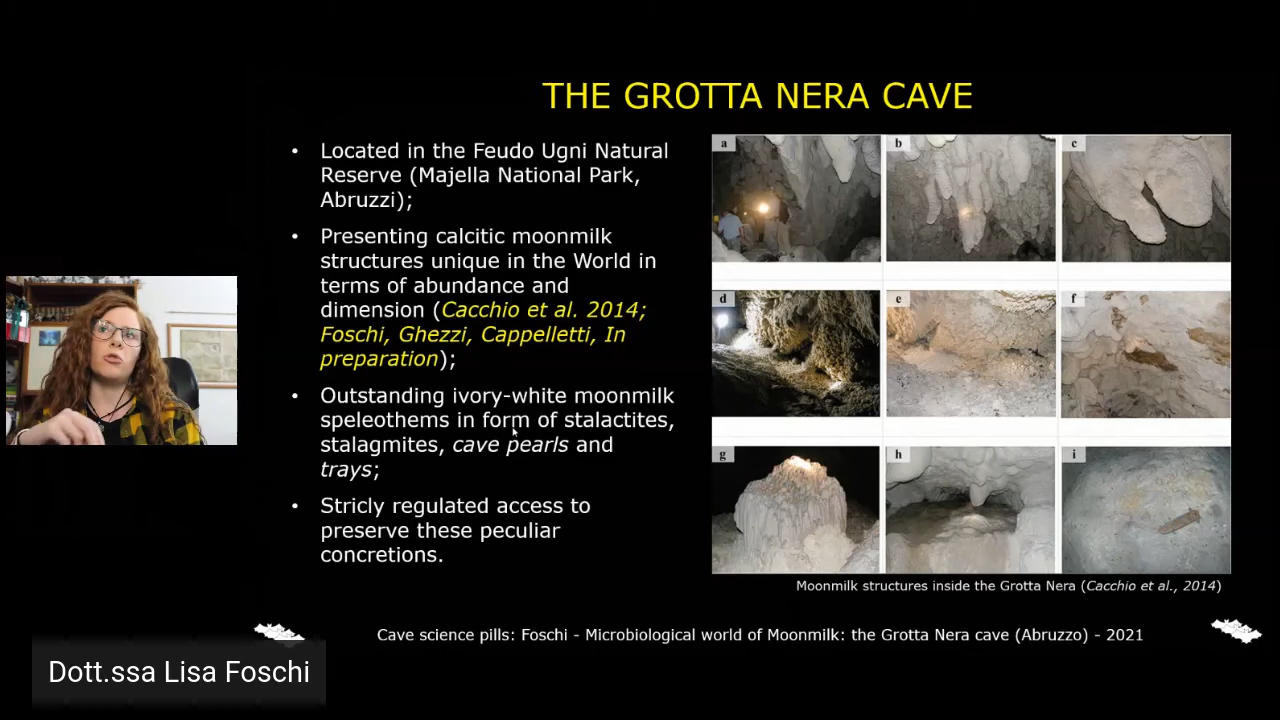 THE GROTTA NERA CAVE
• Located in the Feudo Ugni Natural
Reserve (Majella National Park,
Abruzzi);
• Presenting calcitic moonmilk
structures unique in the World in
terms of abundance and
dimension (Cacchio et al. 2014;
Foschi, Ghezzi, Cappelletti, In
preparation);
• Outstanding ivory-white moonmilk
speleothems in form of stalactites,
stalagmites, cave pearls and
trays;
• Stricly regulated access to
preserve these peculiar
concretions.
a
b
c
d
e
f
g
h
i
Moonmilk structures inside the Grotta Nera (Cacchio et al., 2014)
Cave science pills: Foschi - Microbiological world of Moonmilk: the Grotta Nera cave (Abruzzo) - 2021
Dott.ssa Lisa Foschi